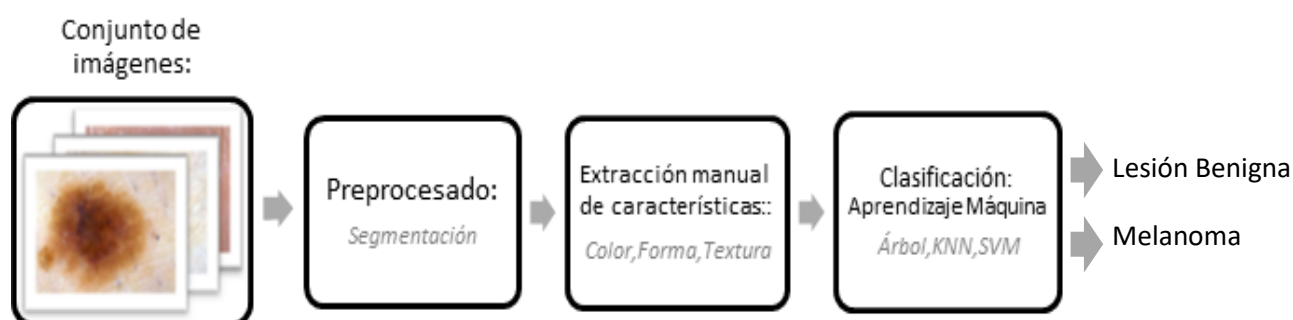 Conjunto de
imágenes:
Preprocesado:
Segmentación
Extracción manual
de características::
Color,Forma,Textura
Clasificación:
Aprendizaje Máquina
Árbol,KNN,SVM
Lesión Benigna
Melanoma